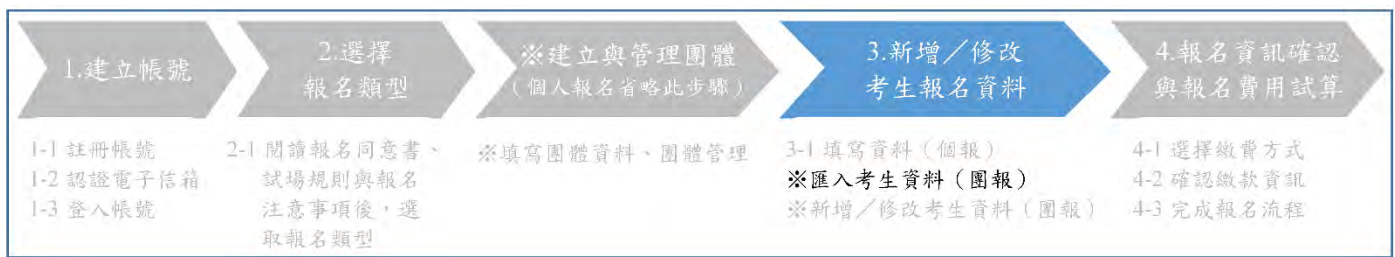 1.建立帳號
2.選擇
報名類型
※建立與管理團體
(個人報名省略此步驟)
3.新增／修改
考生報名資料
4.報名資訊確認
與報名費用試算
1-1 註冊帳號
1-2 認證電子信箱
1-3 登入帳號
2-1 閱讀報名同意書、
試場規則與報名
注意事項後，選
取報名類型
※填寫團體資料、團體管理
3-1 填寫資料（個報）
※匯入考生資料（團報）
※新增／修改考生資料（團報）
4-1 選擇繳費方式
4-2 確認繳款資訊
4-3 完成報名流程